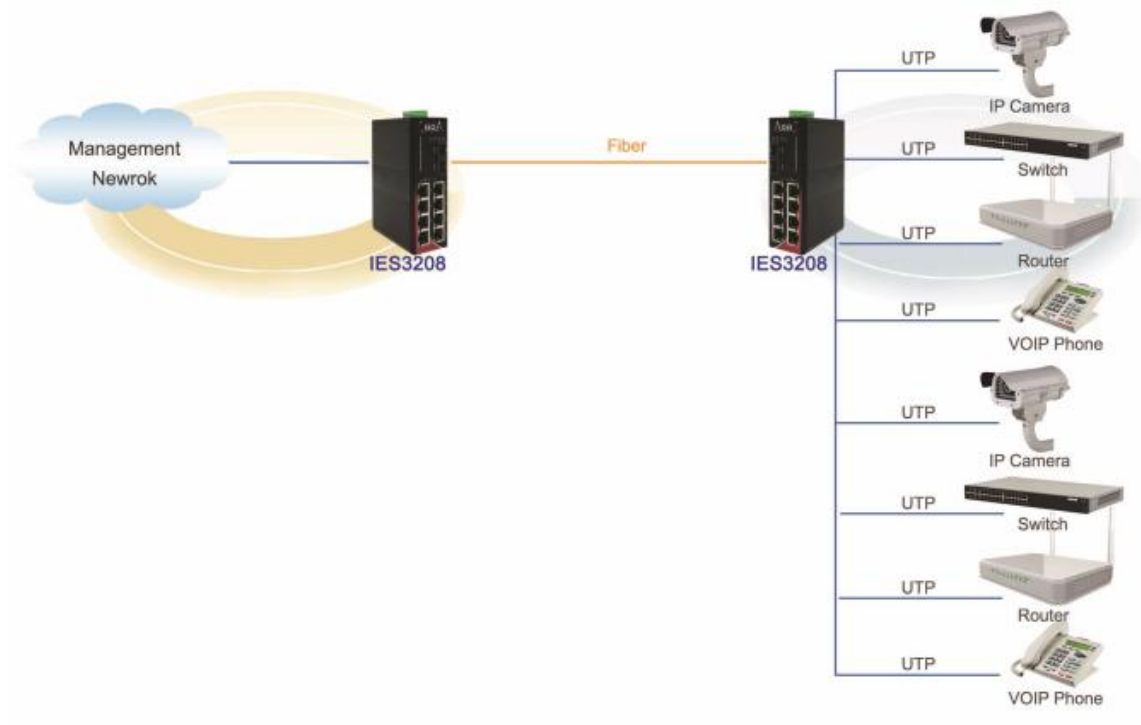 UTP
IP Camera
Management
Newrok
Fiber
UTP
Switch
IES3208
IES3208
UTP
Router
UTP
VOIP Phone
UTP
IP Camera
UTP
Switch
UTP
Router
UTP
VOIP Phone